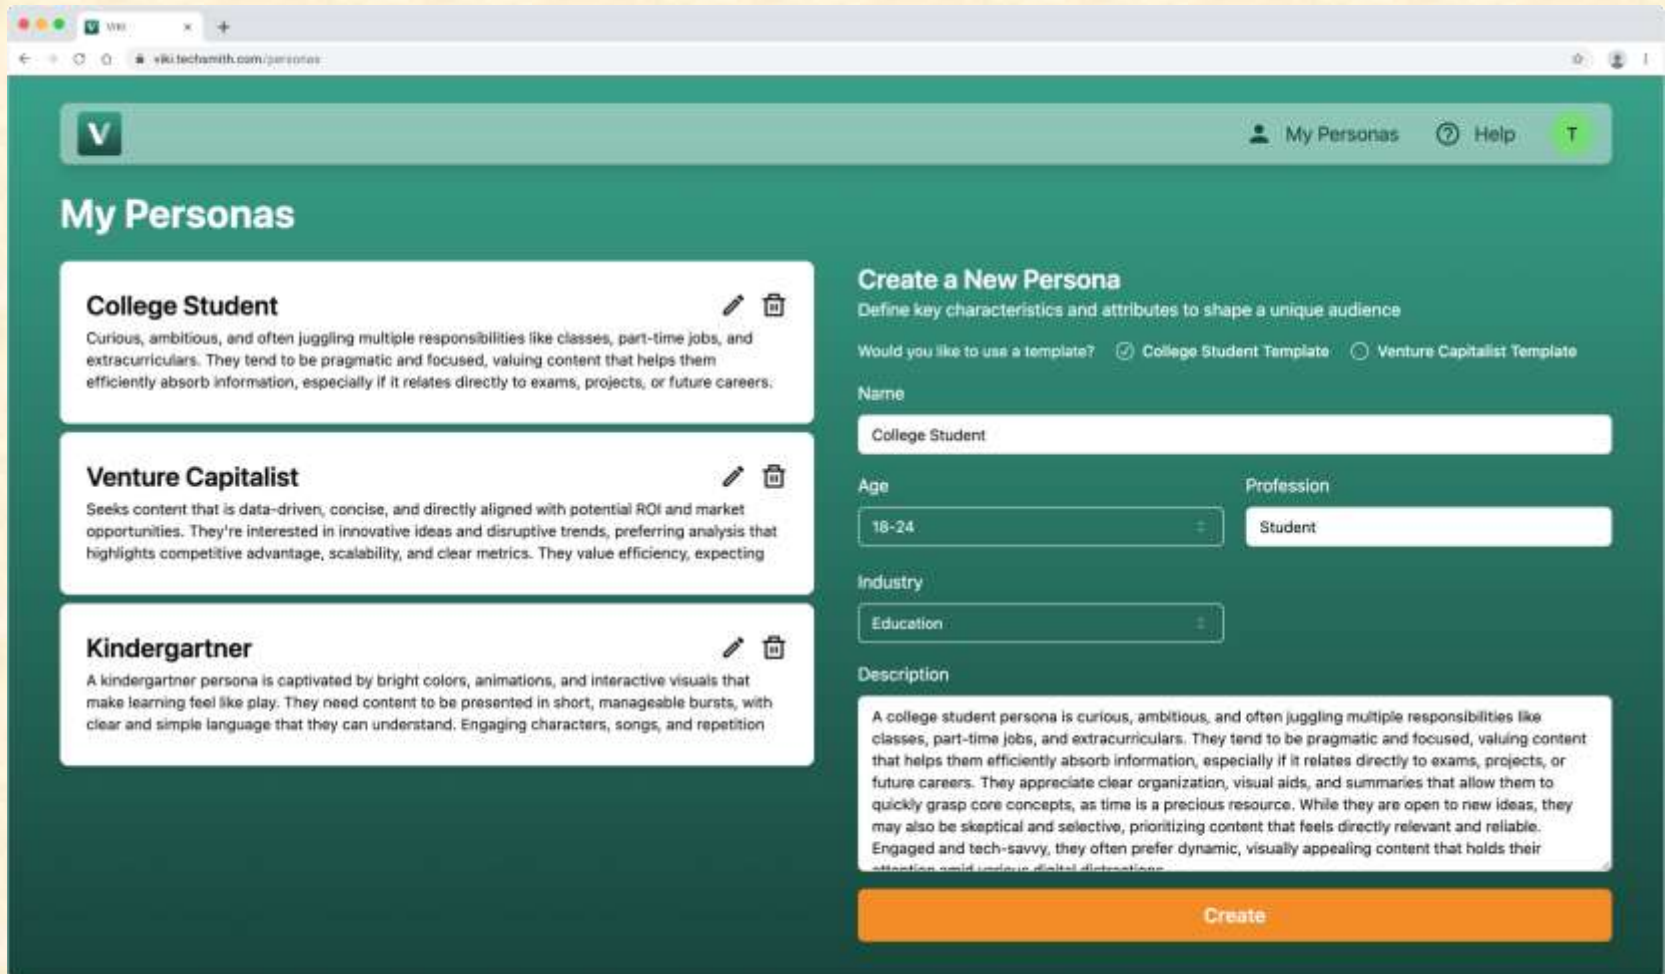 Viki
viki.techsmith.com/personas
V
My Personas
Help
T
My Personas
College Student
Curious, ambitious, and often juggling multiple responsibilities like classes, part-time jobs, and
extracurriculars. They tend to be pragmatic and focused, valuing content that helps them
efficiently absorb information, especially if it relates directly to exams, projects, or future careers.
Venture Capitalist
Seeks content that is data-driven, concise, and directly aligned with potential ROI and market
opportunities. They're interested in innovative ideas and disruptive trends, preferring analysis that
highlights competitive advantage, scalability, and clear metrics. They value efficiency, expecting
Kindergartner
A kindergartner persona is captivated by bright colors, animations, and interactive visuals that
make learning feel like play. They need content to be presented in short, manageable bursts, with
clear and simple language that they can understand. Engaging characters, songs, and repetition
Create a New Persona
Define key characteristics and attributes to shape a unique audience
Would you like to use a template? College Student Template Venture Capitalist Template
Name
College Student
Age
Profession
18-24
Student
Industry
Education
Description
A college student persona is curious, ambitious, and often juggling multiple responsibilities like
classes, part-time jobs, and extracurriculars. They tend to be pragmatic and focused, valuing content
that helps them efficiently absorb information, especially if it relates directly to exams, projects, or
future careers. They appreciate clear organization, visual aids, and summaries that allow them to
quickly grasp core concepts, as time is a precious resource. While they are open to new ideas, they
may also be skeptical and selective, prioritizing content that feels directly relevant and reliable.
Engaged and tech-savvy, they often prefer dynamic, visually appealing content that holds their
attention amid various digital distractions
Create